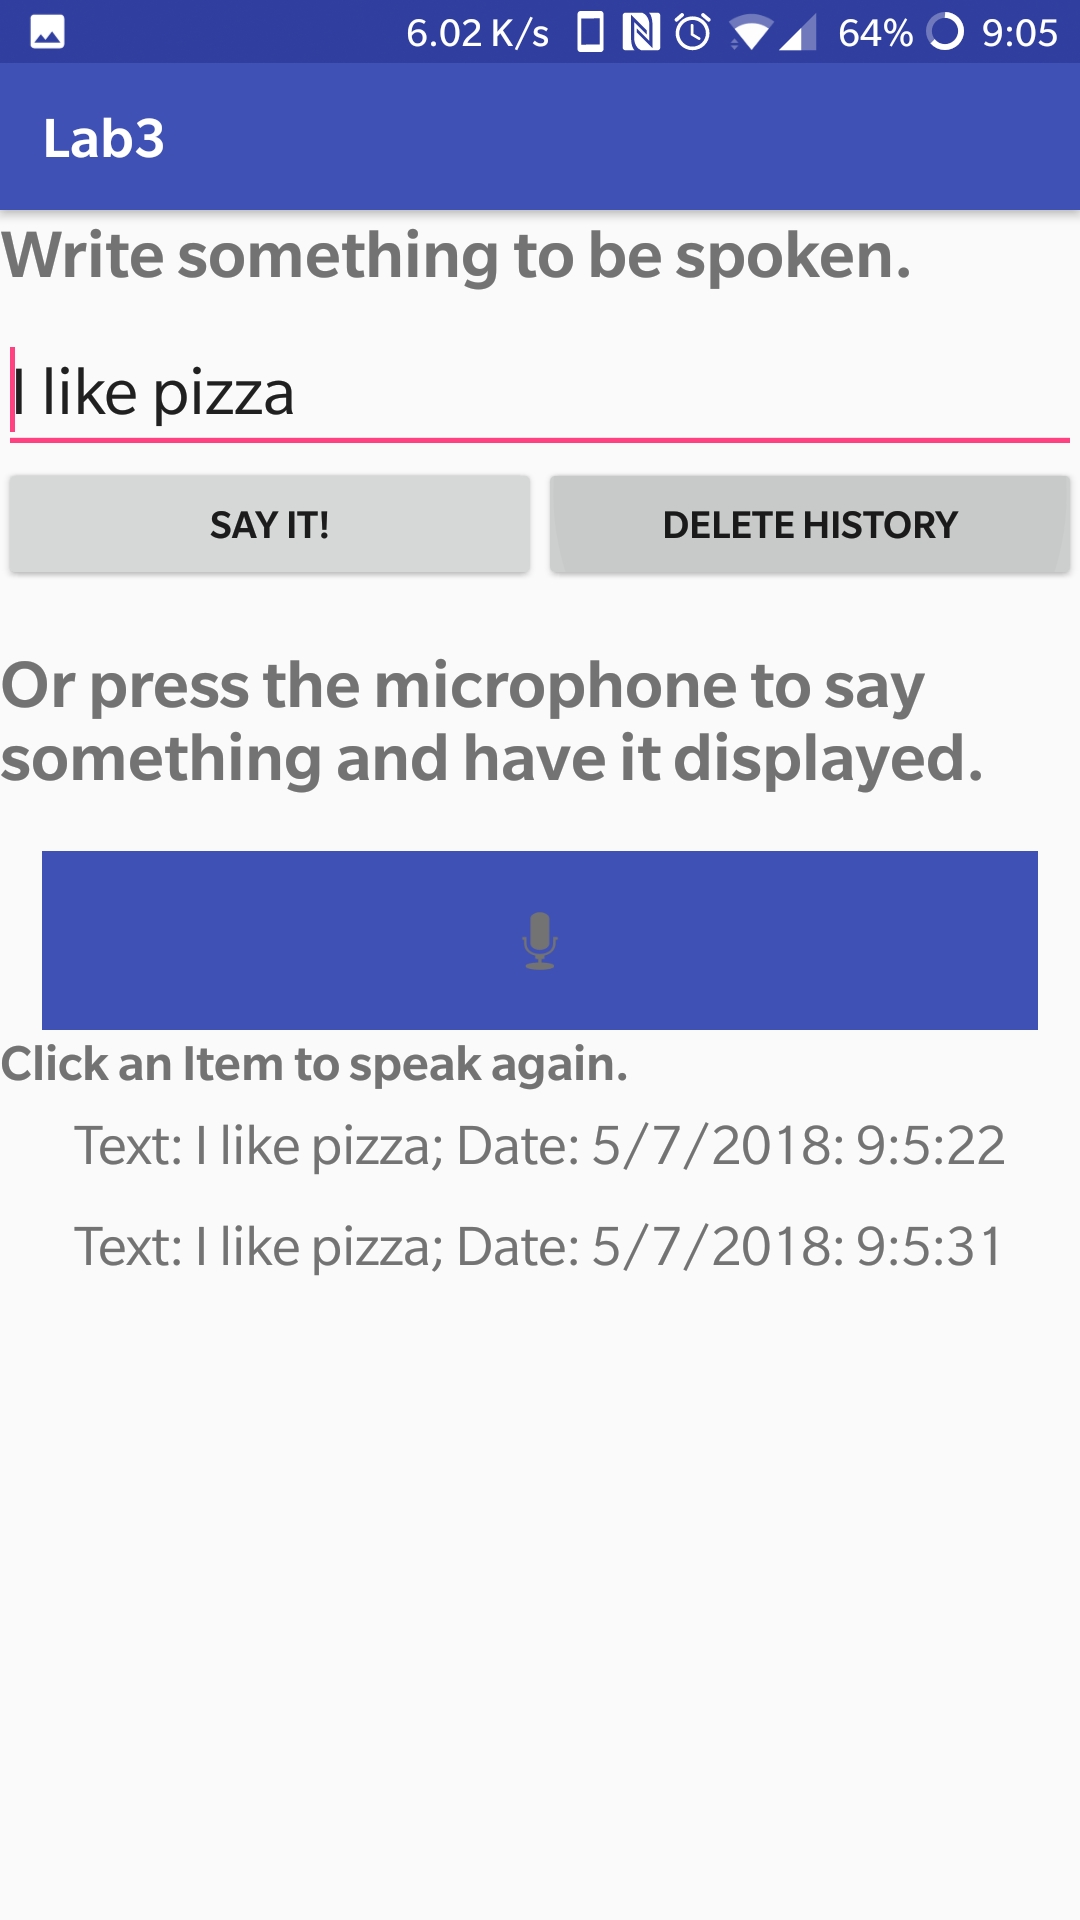 6.02 K/s 64% 9:05
Lab3
Write something to be spoken.
I like pizza
SAY IT! DELETE HISTORY
Or press the microphone to say
something and have it displayed.
Click an Item to speak again.
Text: I like pizza; Date: 5/7/2018: 9:5:22
Text: I like pizza; Date: 5/7/2018: 9:5:31